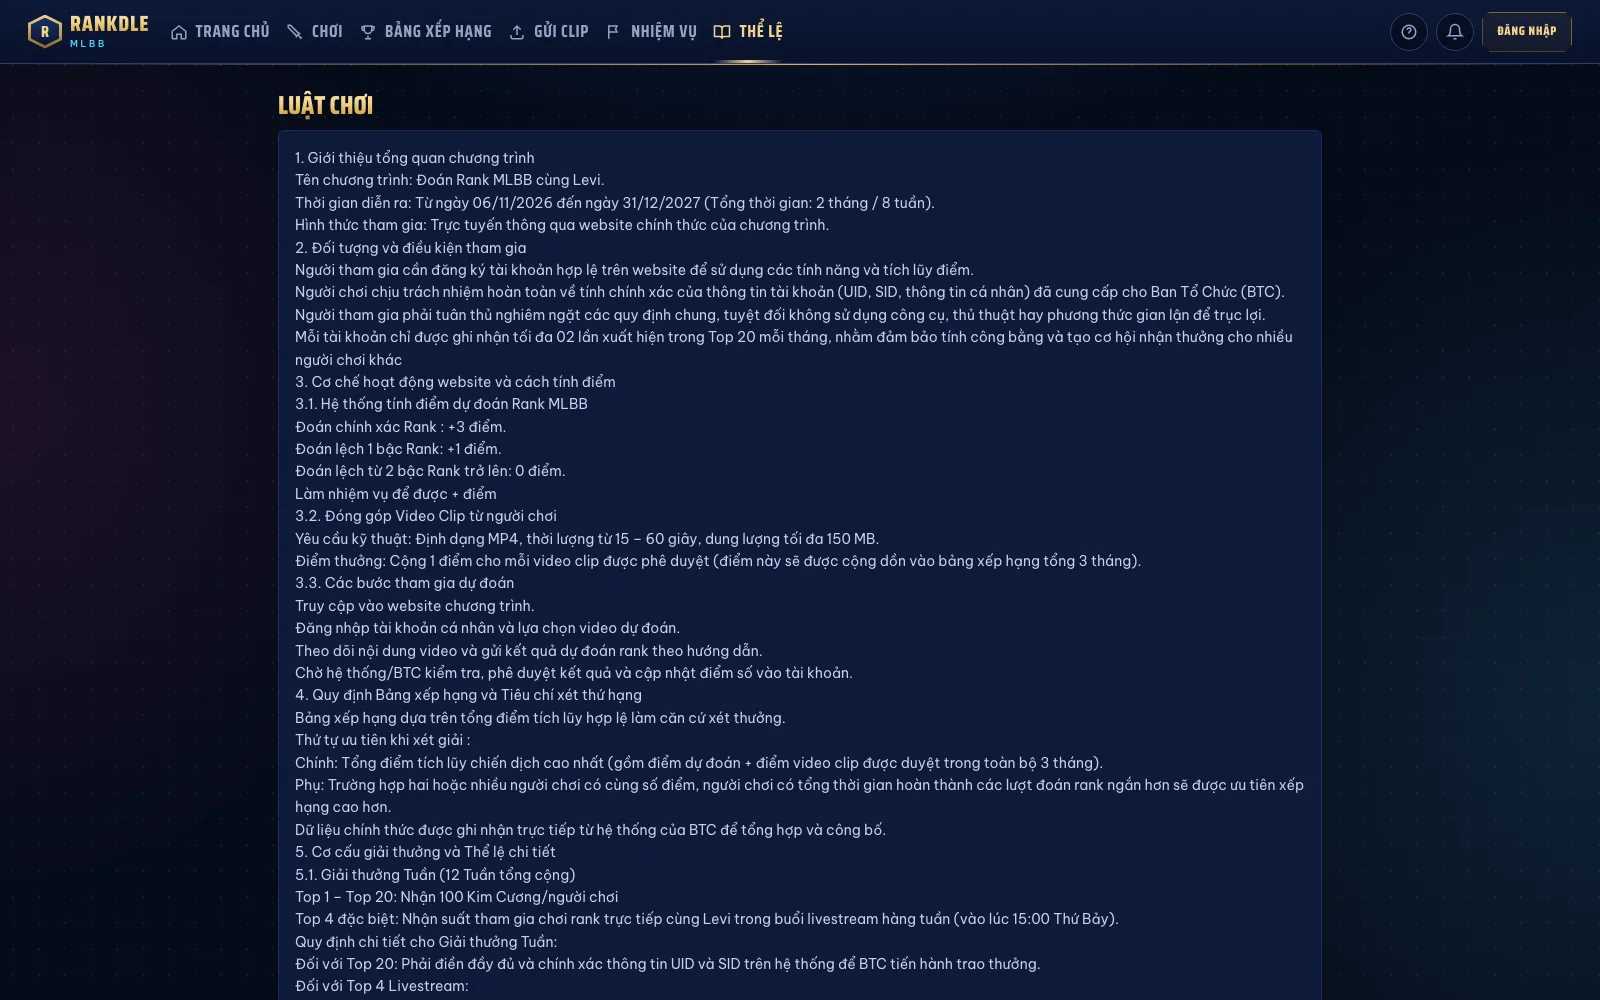 RANKDLE
MLBB
TRANG CHỦ
CHƠI
BẢNG XẾP HẠNG
GỬI CLIP
NHIỆM VỤ
THỂ LỆ
ĐĂNG NHẬP
LUẬT CHƠI
1. Giới thiệu tổng quan chương trình
Tên chương trình: Đoán Rank MLBB cùng Levi.
Thời gian diễn ra: Từ ngày 06/11/2026 đến ngày 31/12/2027 (Tổng thời gian: 2 tháng / 8 tuần).
Hình thức tham gia: Trực tuyến thông qua website chính thức của chương trình.
2. Đối tượng và điều kiện tham gia
Người tham gia cần đăng ký tài khoản hợp lệ trên website để sử dụng các tính năng và tích lũy điểm.
Người chơi chịu trách nhiệm hoàn toàn về tính chính xác của thông tin tài khoản (UID, SID, thông tin cá nhân) đã cung cấp cho Ban Tổ Chức (BTC).
Người tham gia phải tuân thủ nghiêm ngặt các quy định chung, tuyệt đối không sử dụng công cụ, thủ thuật hay phương thức gian lận để trục lợi.
Mỗi tài khoản chỉ được ghi nhận tối đa 02 lần xuất hiện trong Top 20 mỗi tháng, nhằm đảm bảo tính công bằng và tạo cơ hội nhận thưởng cho nhiều
người chơi khác
3. Cơ chế hoạt động website và cách tính điểm
3.1. Hệ thống tính điểm dự đoán Rank MLBB
Đoán chính xác Rank : +3 điểm.
Đoán lệch 1 bậc Rank: +1 điểm.
Đoán lệch từ 2 bậc Rank trở lên: 0 điểm.
Làm nhiệm vụ để được + điểm
3.2. Đóng góp Video Clip từ người chơi
Yêu cầu kỹ thuật: Định dạng MP4, thời lượng từ 15 – 60 giây, dung lượng tối đa 150 MB.
Điểm thưởng: Cộng 1 điểm cho mỗi video clip được phê duyệt (điểm này sẽ được cộng dồn vào bảng xếp hạng tổng 3 tháng).
3.3. Các bước tham gia dự đoán
Truy cập vào website chương trình.
Đăng nhập tài khoản cá nhân và lựa chọn video dự đoán.
Theo dõi nội dung video và gửi kết quả dự đoán rank theo hướng dẫn.
Chờ hệ thống/BTC kiểm tra, phê duyệt kết quả và cập nhật điểm số vào tài khoản.
4. Quy định Bảng xếp hạng và Tiêu chí xét thứ hạng
Bảng xếp hạng dựa trên tổng điểm tích lũy hợp lệ làm căn cứ xét thưởng.
Thứ tự ưu tiên khi xét giải :
Chính: Tổng điểm tích lũy chiến dịch cao nhất (gồm điểm dự đoán + điểm video clip được duyệt trong toàn bộ 3 tháng).
Phụ: Trường hợp hai hoặc nhiều người chơi có cùng số điểm, người chơi có tổng thời gian hoàn thành các lượt đoán rank ngắn hơn sẽ được ưu tiên xếp
hạng cao hơn.
Dữ liệu chính thức được ghi nhận trực tiếp từ hệ thống của BTC để tổng hợp và công bố.
5. Cơ cấu giải thưởng và Thể lệ chi tiết
5.1. Giải thưởng Tuần (12 Tuần tổng cộng)
Top 1 – Top 20: Nhận 100 Kim Cương/người chơi
Top 4 đặc biệt: Nhận suất tham gia chơi rank trực tiếp cùng Levi trong buổi livestream hàng tuần (vào lúc 15:00 Thứ Bảy).
Quy định chi tiết cho Giải thưởng Tuần:
Đối với Top 20: Phải điền đầy đủ và chính xác thông tin UID và SID trên hệ thống để BTC tiến hành trao thưởng.
Đối với Top 4 Livestream: